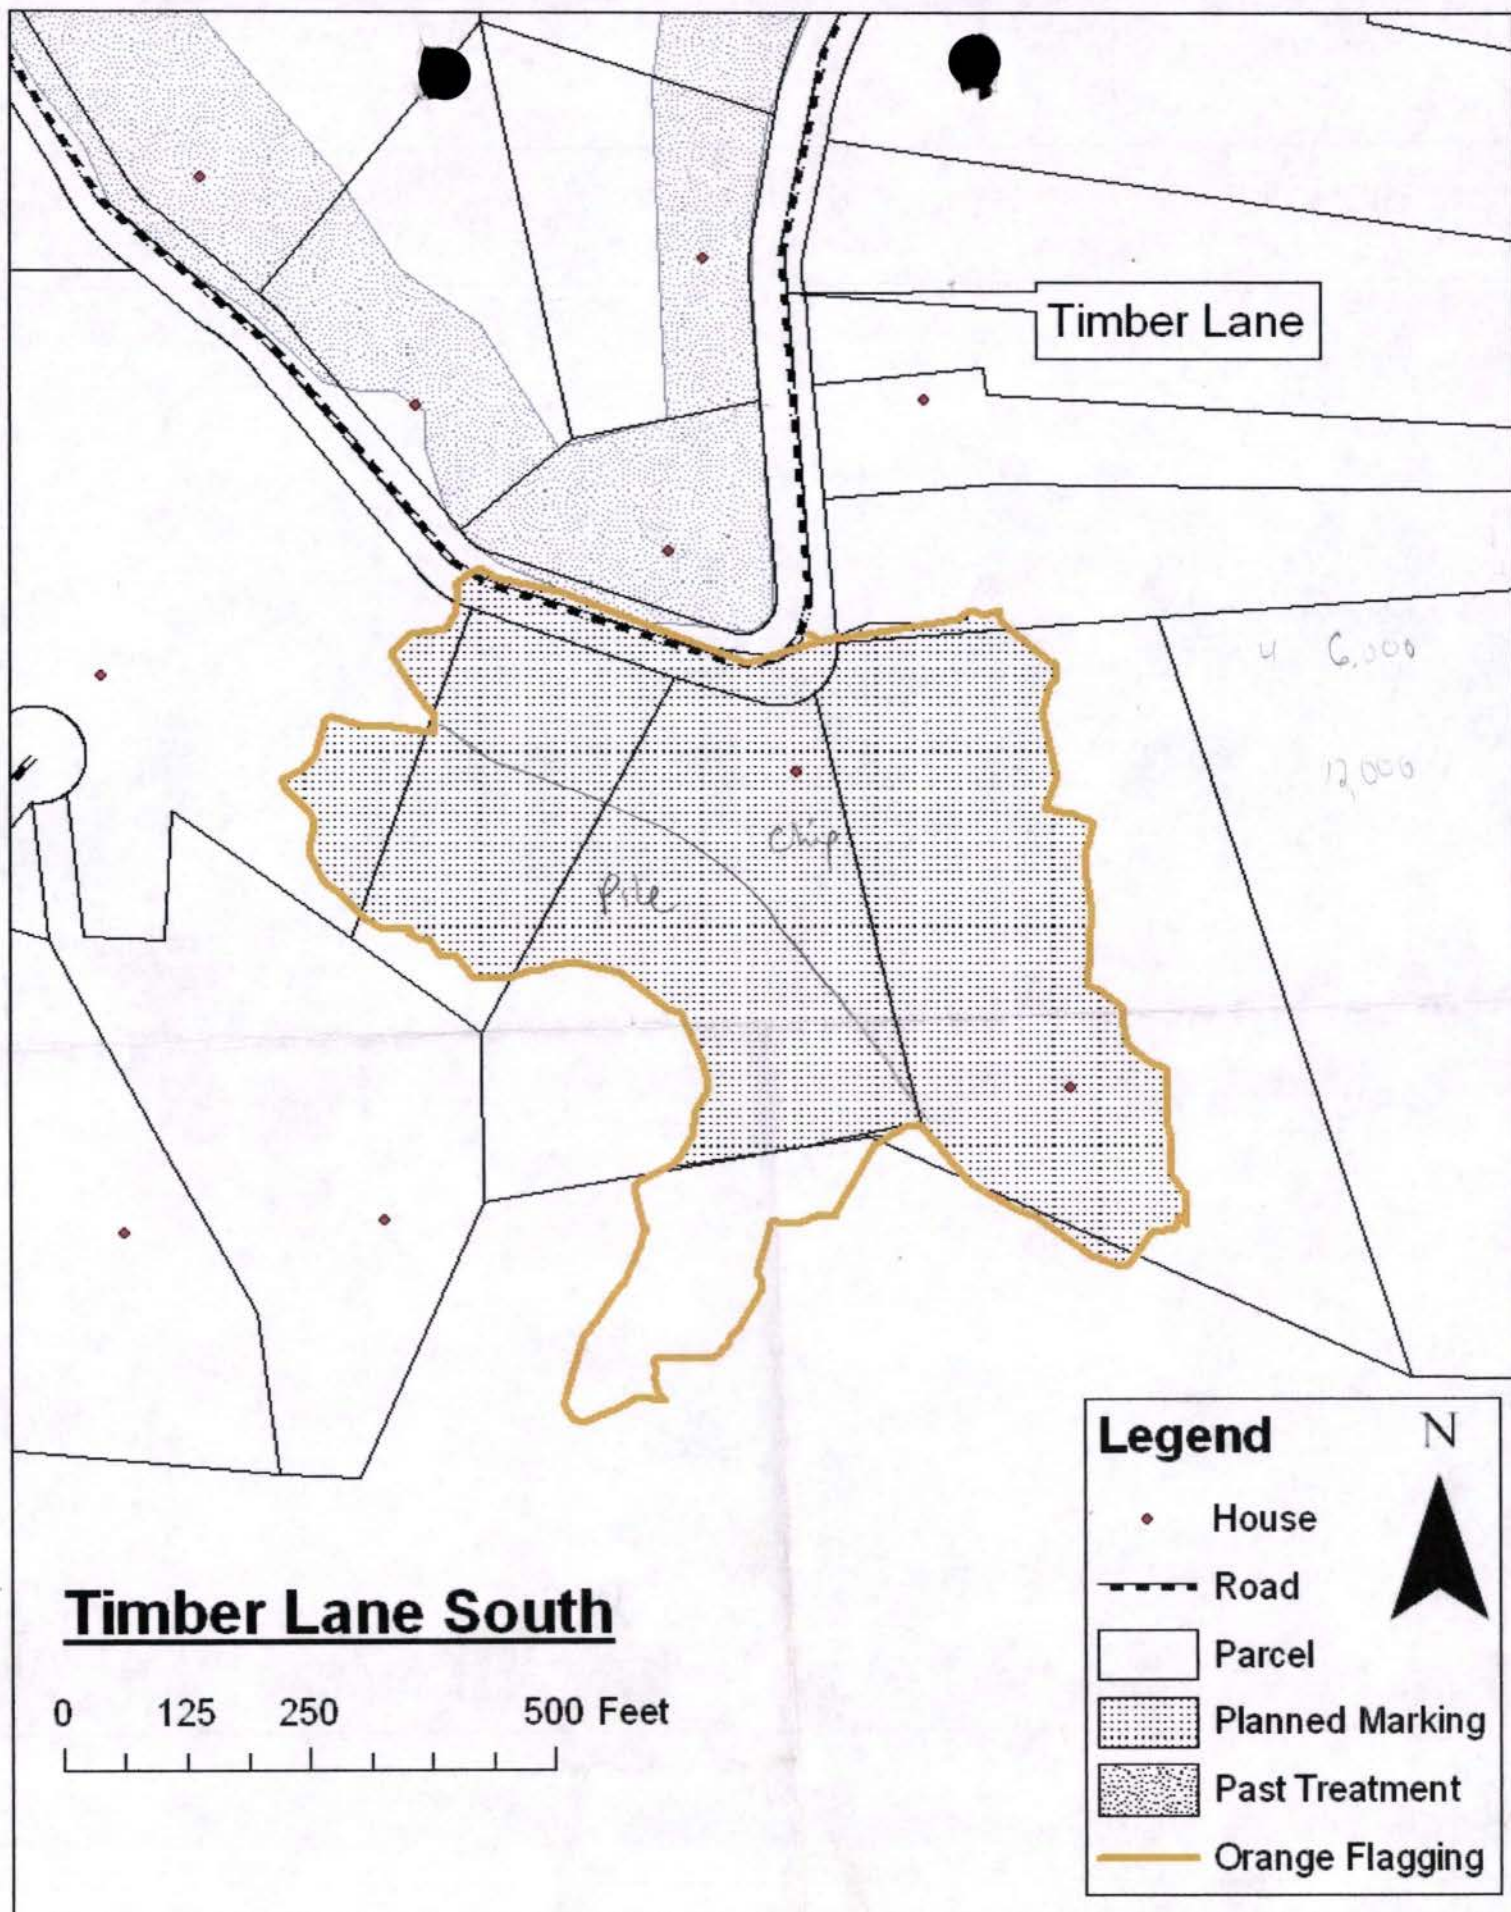 Timber Lane
6,000
12,000
Chip
Pile
Legend
N
House
Road
Parcel
Planned Marking
Past Treatment
Orange Flagging
Timber Lane South
0 125 250 500 Feet